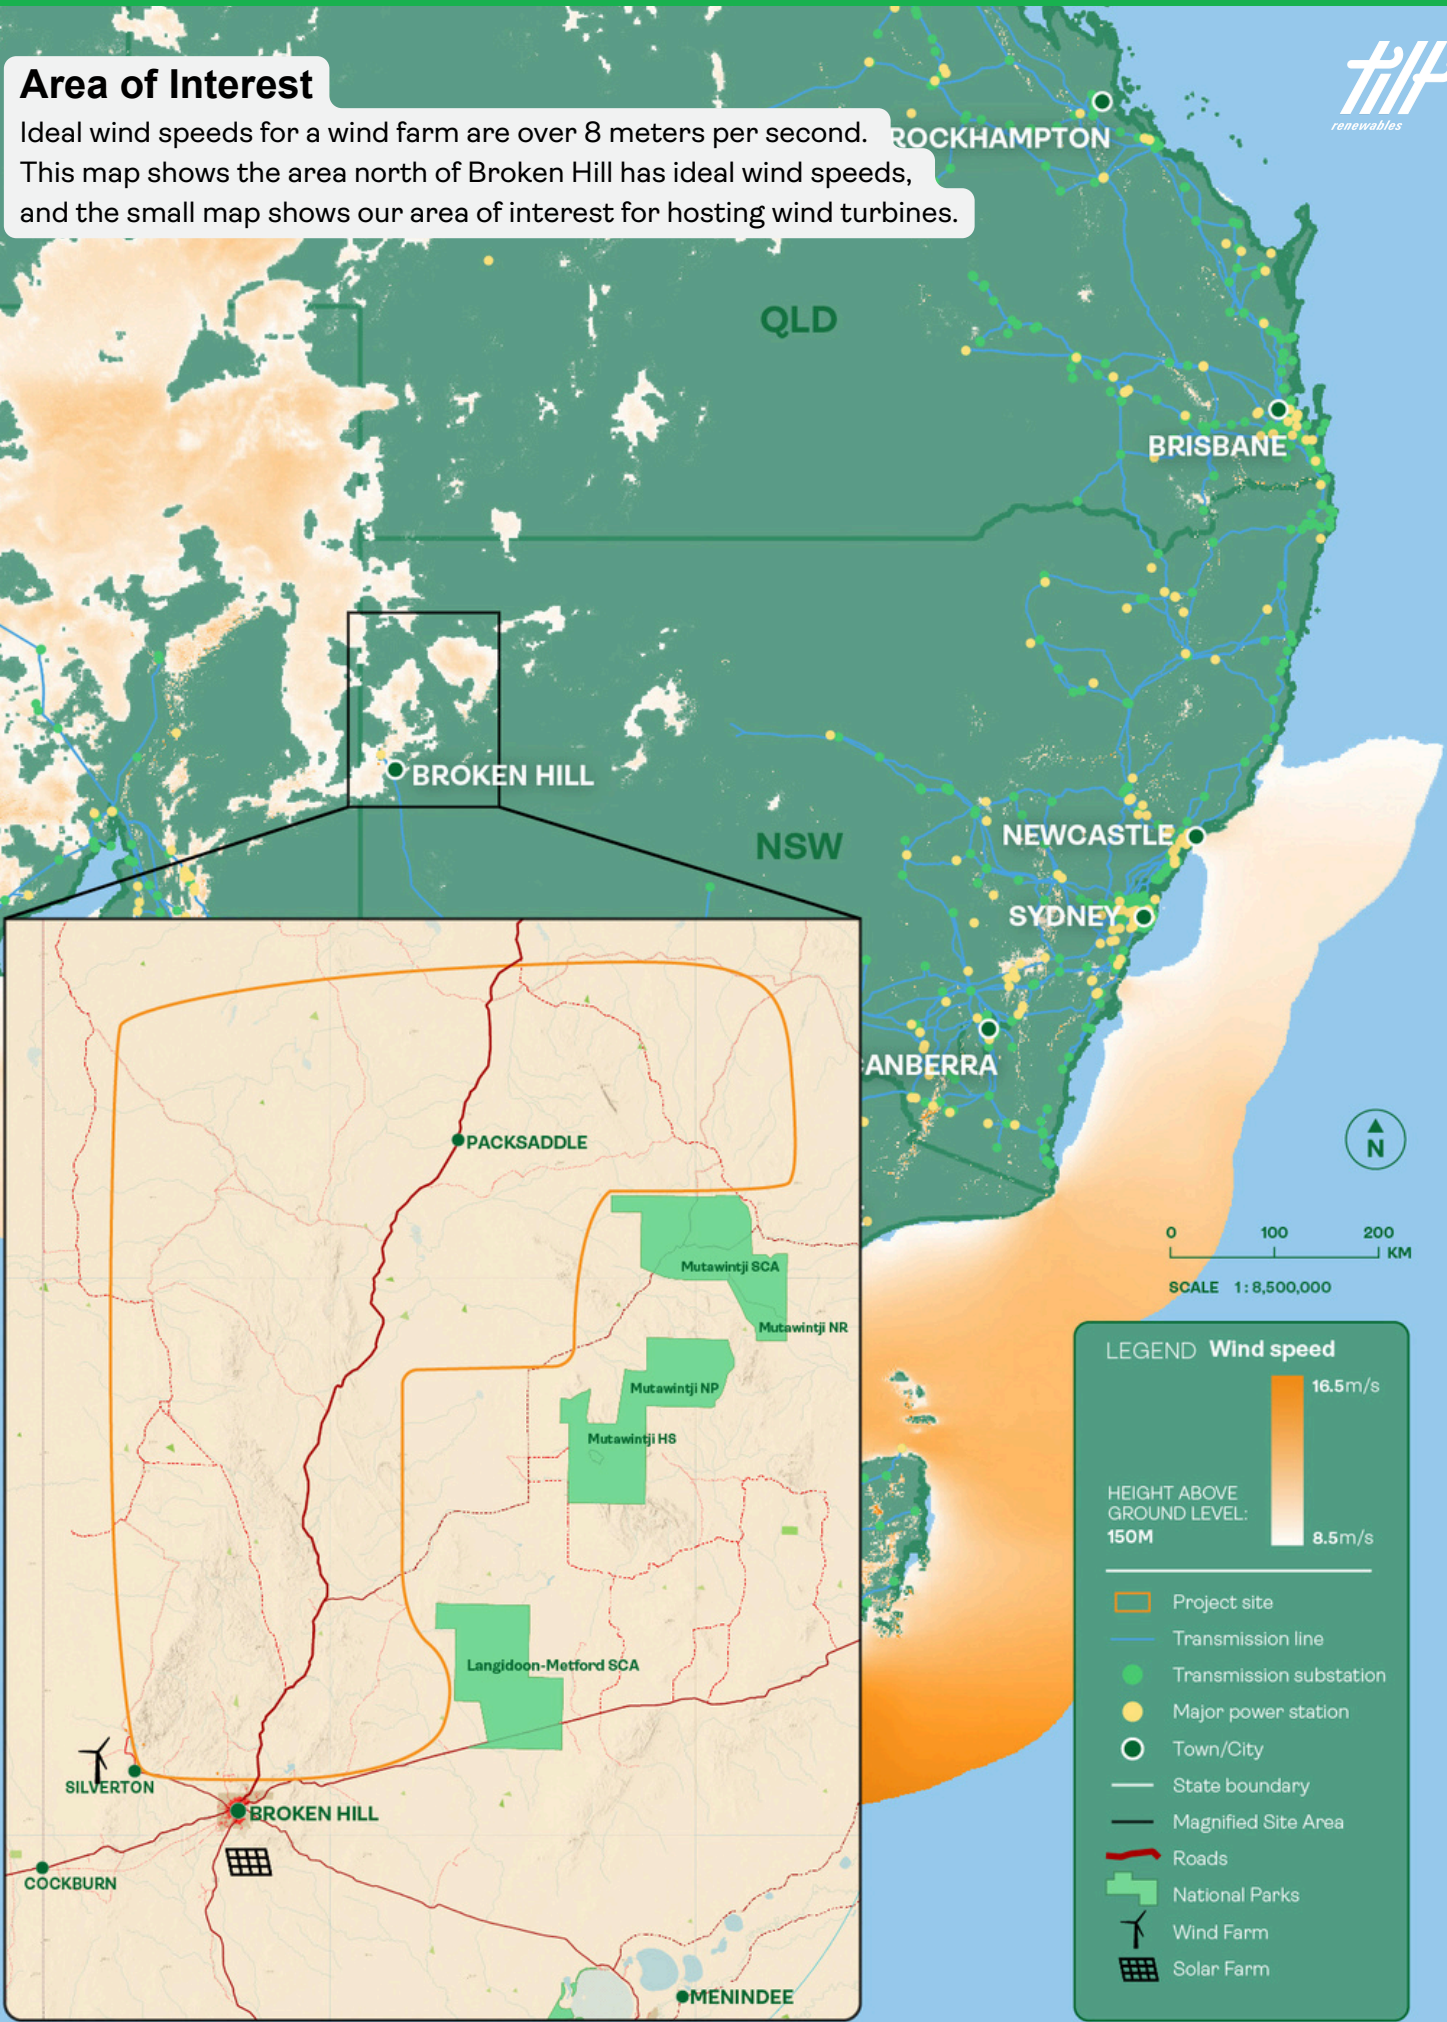 Area of Interest
Ideal wind speeds for a wind farm are over 8 meters per second.
This map shows the area north of Broken Hill has ideal wind speeds,
and the small map shows our area of interest for hosting wind turbines.
tilt
renewables
ROCKHAMPTON
QLD
BRISBANE
BROKEN HILL
NSW
NEWCASTLE
SYDNEY
CANBERRA
PACKSADDLE
Mutawintji SCA
Mutawintji NR
Mutawintji NP
Mutawintji HS
Langidoon-Metford SCA
SILVERTON
BROKEN HILL
COCKBURN
MENINDEE
N
0 100 200
KM
SCALE 1:8,500,000
LEGEND Wind speed
16.5m/s
HEIGHT ABOVE
GROUND LEVEL:
150M
8.5m/s
Project site
Transmission line
Transmission substation
Major power station
Town/City
State boundary
Magnified Site Area
Roads
National Parks
Wind Farm
Solar Farm